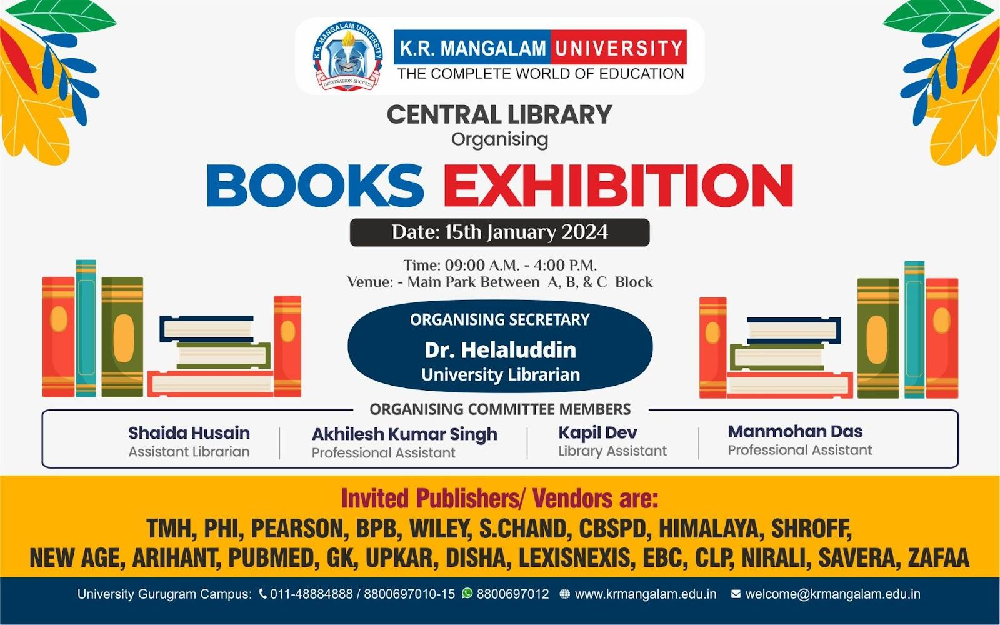 K.R. MANGALAM UNIVERSITY
DESTINATION SUCCESS
K.R. MANGALAM UNIVERSITY
THE COMPLETE WORLD OF EDUCATION
CENTRAL LIBRARY
Organising
BOOKS EXHIBITION
Date: 15th January 2024
Time: 09:00 A.M. - 4:00 P.M.
Venue: - Main Park Between A, B, & C Block
ORGANISING SECRETARY
Dr. Helaluddin
University Librarian
ORGANISING COMMITTEE MEMBERS
Shaida Husain
Assistant Librarian
Akhilesh Kumar Singh
Professional Assistant
Kapil Dev
Library Assistant
Manmohan Das
Professional Assistant
Invited Publishers/ Vendors are:
TMH, PHI, PEARSON, BPB, WILEY, S.CHAND, CBSPD, HIMALAYA, SHROFF,
NEW AGE, ARIHANT, PUBMED, GK, UPKAR, DISHA, LEXISNEXIS, EBC, CLP, NIRALI, SAVERA, ZAFAA
University Gurugram Campus: 011-48884888 / 8800697010-15 8800697012 www.krmangalam.edu.in welcome@krmangalam.edu.in